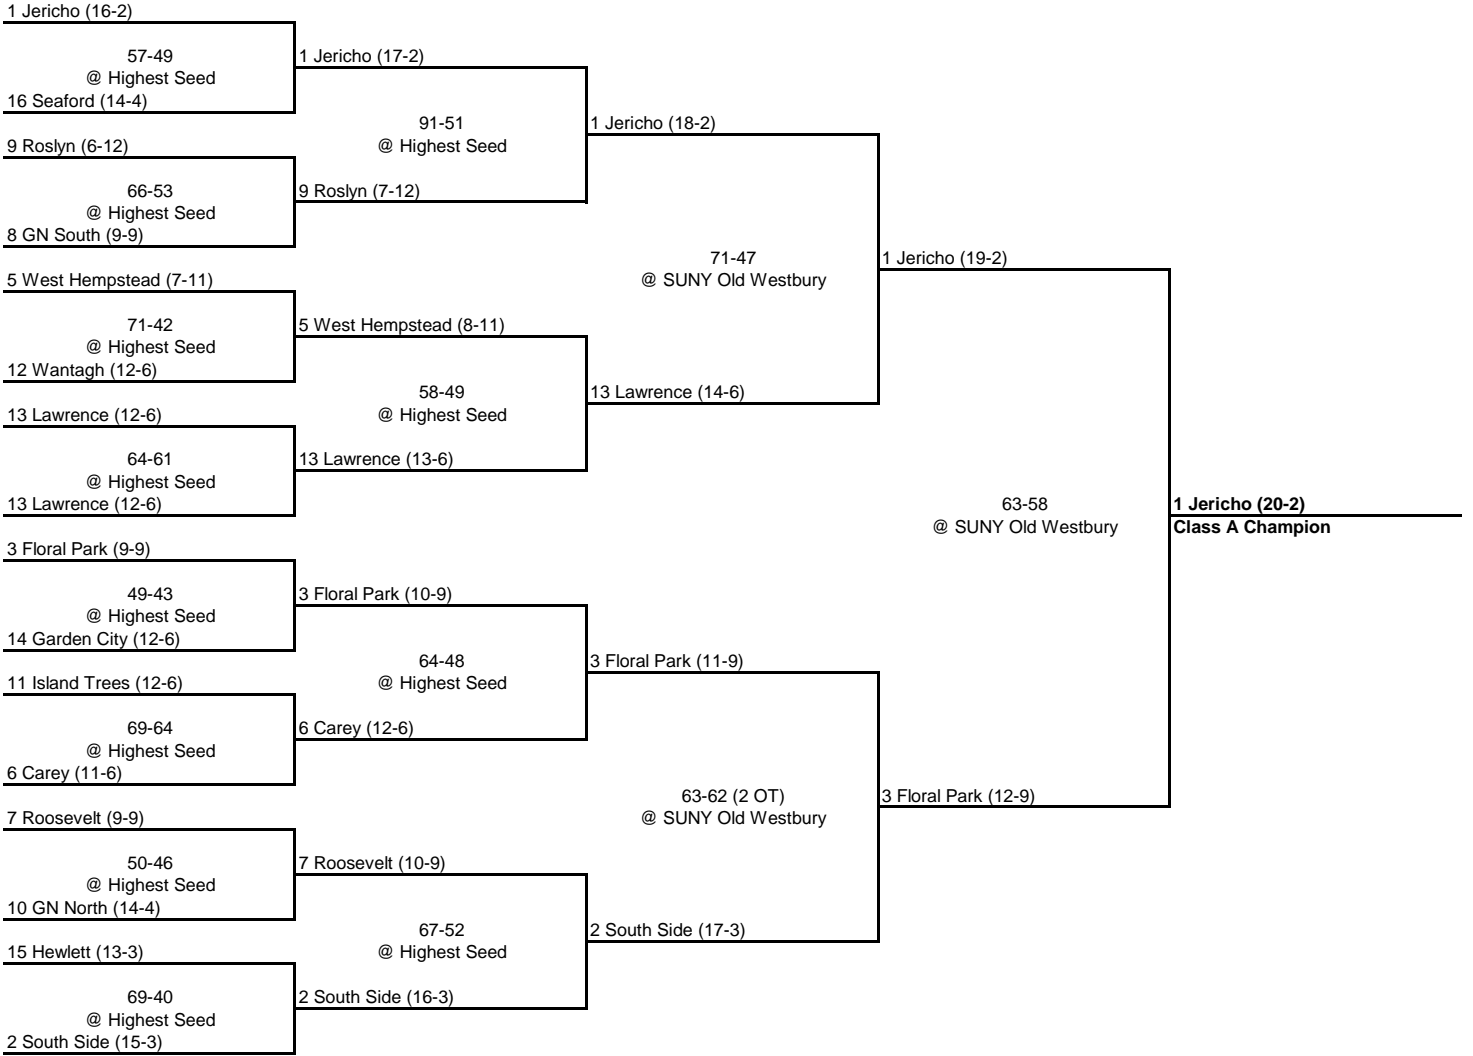 1 Jericho (16-2)
57-49
@ Highest Seed
16 Seaford (14-4)
9 Roslyn (6-12)
66-53
@ Highest Seed
8 GN South (9-9)
5 West Hempstead (7-11)
71-42
@ Highest Seed
12 Wantagh (12-6)
13 Lawrence (12-6)
64-61
@ Highest Seed
13 Lawrence (12-6)
3 Floral Park (9-9)
49-43
@ Highest Seed
14 Garden City (12-6)
11 Island Trees (12-6)
69-64
@ Highest Seed
6 Carey (11-6)
7 Roosevelt (9-9)
50-46
@ Highest Seed
10 GN North (14-4)
15 Hewlett (13-3)
69-40
@ Highest Seed
2 South Side (15-3)
1 Jericho (17-2)
91-51
@ Highest Seed
9 Roslyn (7-12)
5 West Hempstead (8-11)
58-49
@ Highest Seed
13 Lawrence (13-6)
3 Floral Park (10-9)
64-48
@ Highest Seed
6 Carey (12-6)
7 Roosevelt (10-9)
67-52
@ Highest Seed
2 South Side (16-3)
1 Jericho (18-2)
71-47
@ SUNY Old Westbury
13 Lawrence (14-6)
3 Floral Park (11-9)
63-62 (2 OT)
@ SUNY Old Westbury
2 South Side (17-3)
1 Jericho (19-2)
63-58
@ SUNY Old Westbury
3 Floral Park (12-9)
1 Jericho (20-2)
Class A Champion